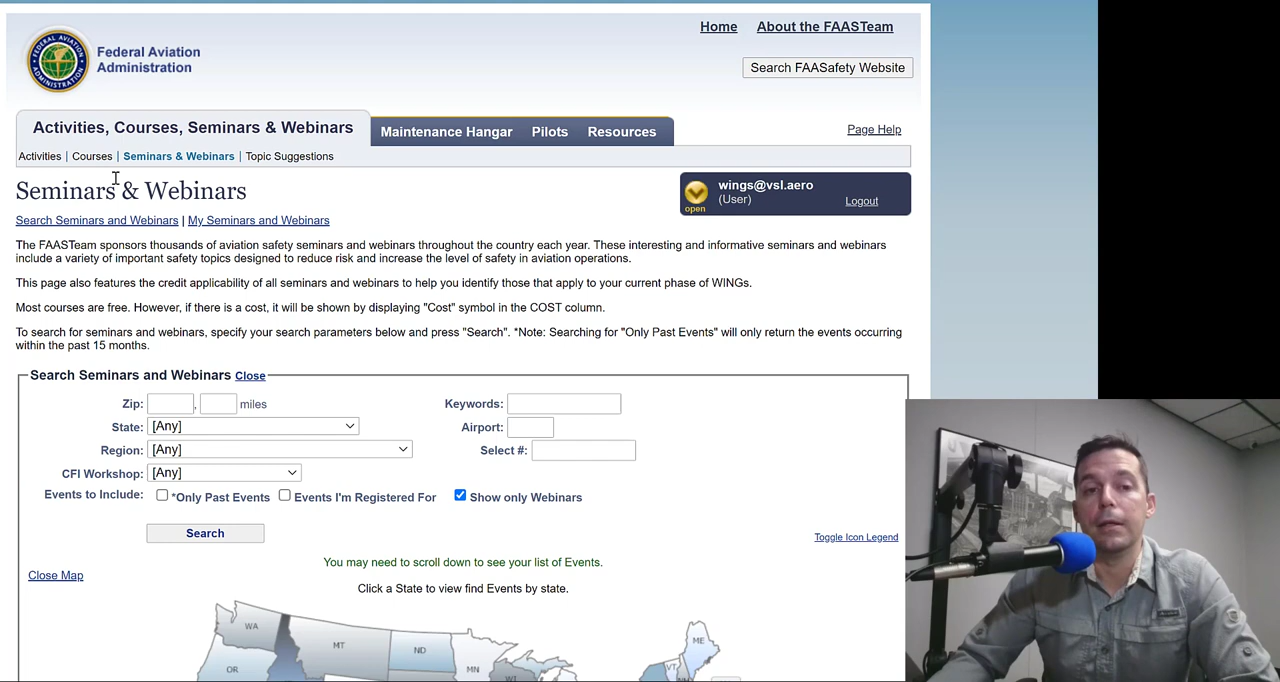 Home About the FAASTeam
Federal Aviation
Administration
Search FAASafety Website
Activities, Courses, Seminars & Webinars Maintenance Hangar Pilots Resources
Page Help
Activities | Courses | Seminars & Webinars | Topic Suggestions
Seminars & Webinars
open
wings@vsl.aero
(User)
Logout
Search Seminars and Webinars | My Seminars and Webinars
The FAASTeam sponsors thousands of aviation safety seminars and webinars throughout the country each year. These interesting and informative seminars and webinars
include a variety of important safety topics designed to reduce risk and increase the level of safety in aviation operations.
This page also features the credit applicability of all seminars and webinars to help you identify those that apply to your current phase of WINGs.
Most courses are free. However, if there is a cost, it will be shown by displaying "Cost" symbol in the COST column.
To search for seminars and webinars, specify your search parameters below and press "Search". *Note: Searching for "Only Past Events" will only return the events occurring
within the past 15 months.
Search Seminars and Webinars Close
Zip: , miles Keywords:
State: [Any] Airport:
Region: [Any] Select #:
CFI Workshop: [Any]
Events to Include: *Only Past Events Events I'm Registered For Show only Webinars
Search
Toggle Icon Legend
You may need to scroll down to see your list of Events.
Close Map
Click a State to view find Events by state.
WA
MT
ND
ME
OR
MN
VT
WI